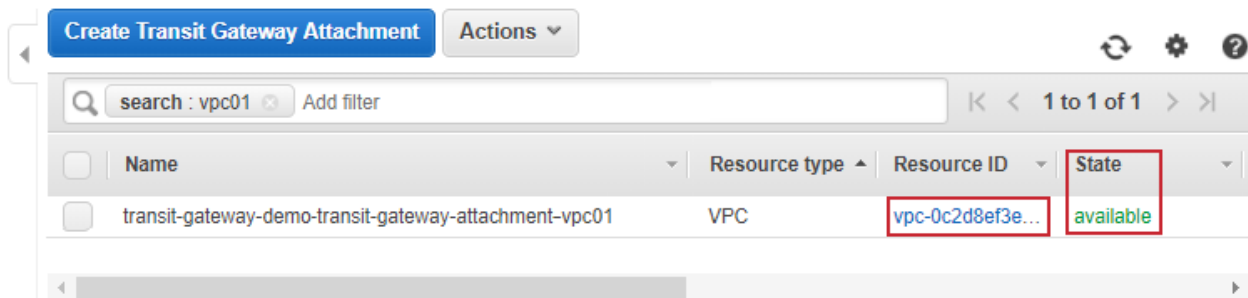 Create Transit Gateway Attachment Actions
search : vpc01 Add filter 1 to 1 of 1
Name Resource type Resource ID State
transit-gateway-demo-transit-gateway-attachment-vpc01 VPC vpc-0c2d8ef3e... available